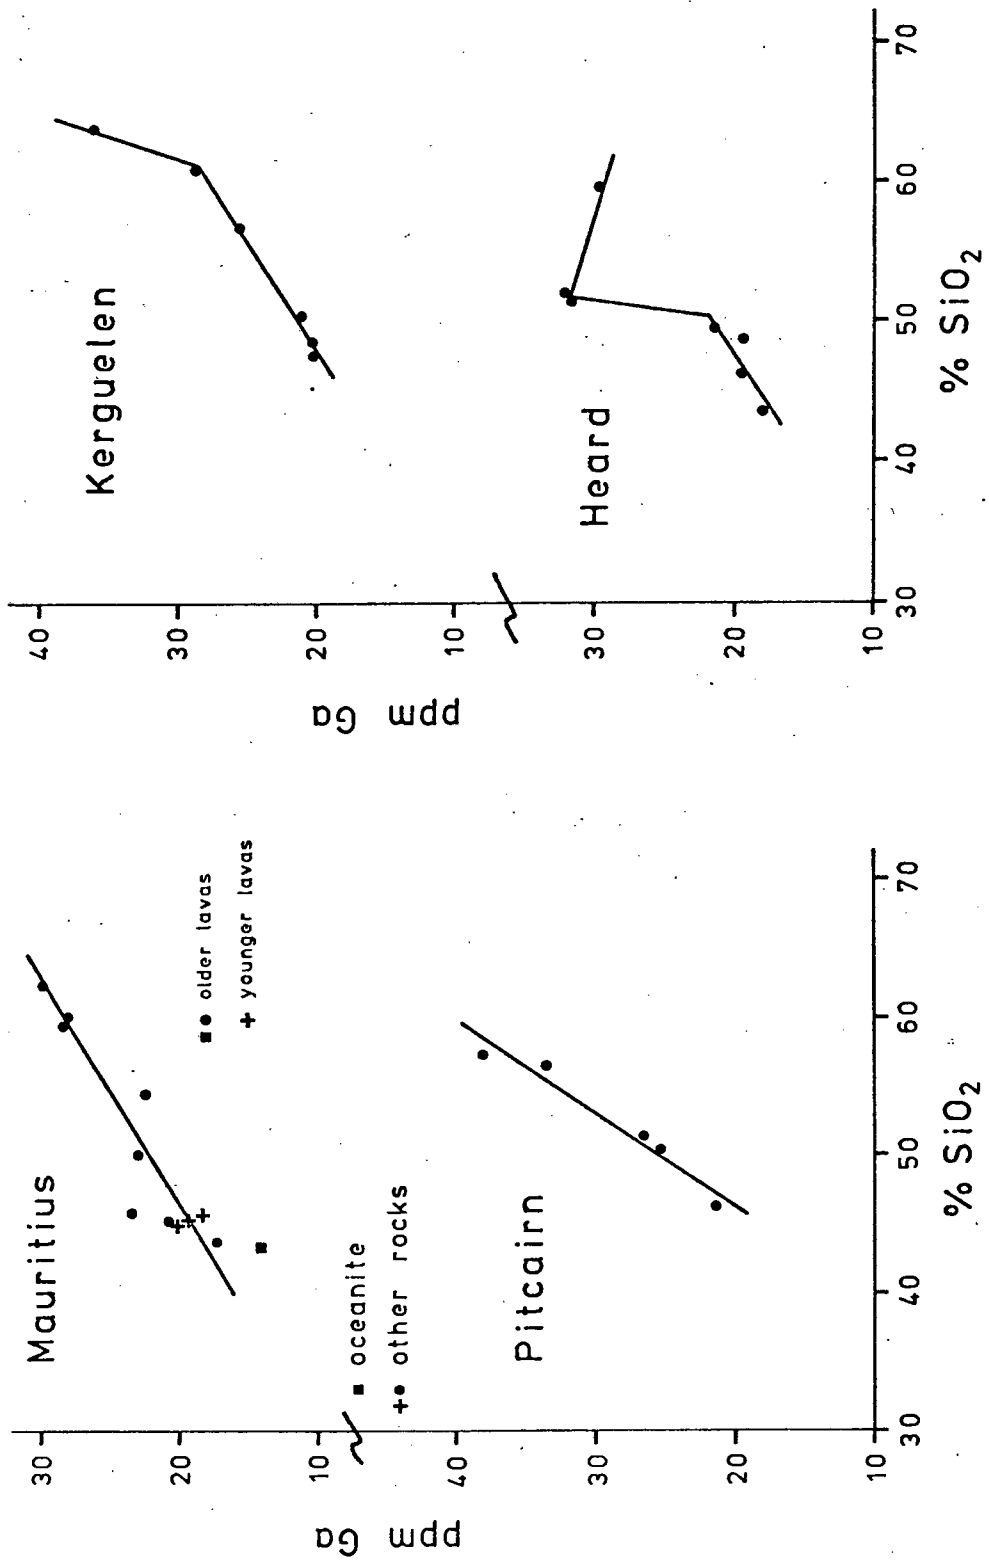 Mauritius
ppm Ga
30
20
10
■● older lavas
+ younger lavas
■ oceanite
+● other rocks
Pitcairn
40
30
20
10
30
40
50
60
70
% SiO₂
Kerguelen
ppm Ga
40
30
20
10
Heard
30
20
10
30
40
50
60
70
% SiO₂